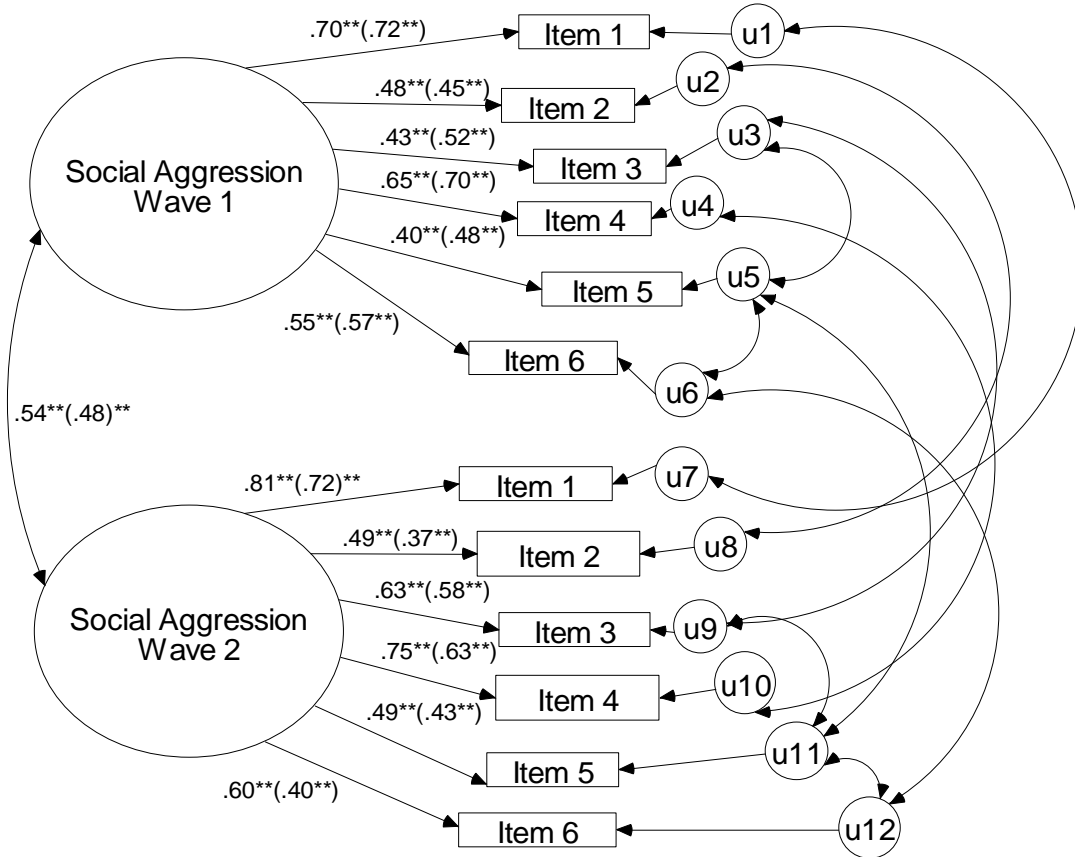 .70**(.72**)
Item 1
u1
.48**(.45**)
Item 2
u2
.43**(.52**)
Item 3
u3
Social Aggression
Wave 1
.65**(.70**)
Item 4
u4
.40**(.48**)
Item 5
u5
.55**(.57**)
Item 6
u6
.54**(.48)**
.81**(.72)**
Item 1
u7
.49**(.37**)
Item 2
u8
.63**(.58**)
Item 3
u9
Social Aggression
Wave 2
.75**(.63**)
Item 4
u10
.49**(.43**)
Item 5
u11
.60**(.40**)
Item 6
u12